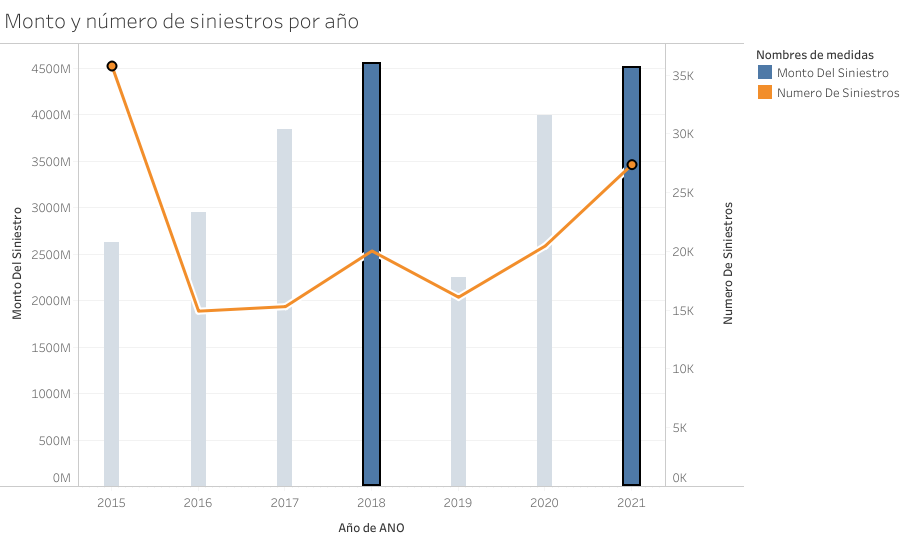 Monto y número de siniestros por año
Nombres de medidas
Monto Del Siniestro
Numero De Siniestros
Monto Del Siniestro
4500M
4000M
3500M
3000M
2500M
2000M
1500M
1000M
500M
0M
35K
30K
25K
20K
15K
10K
5K
0K
Numero De Siniestros
2015 2016 2017 2018 2019 2020 2021
Año de ANO